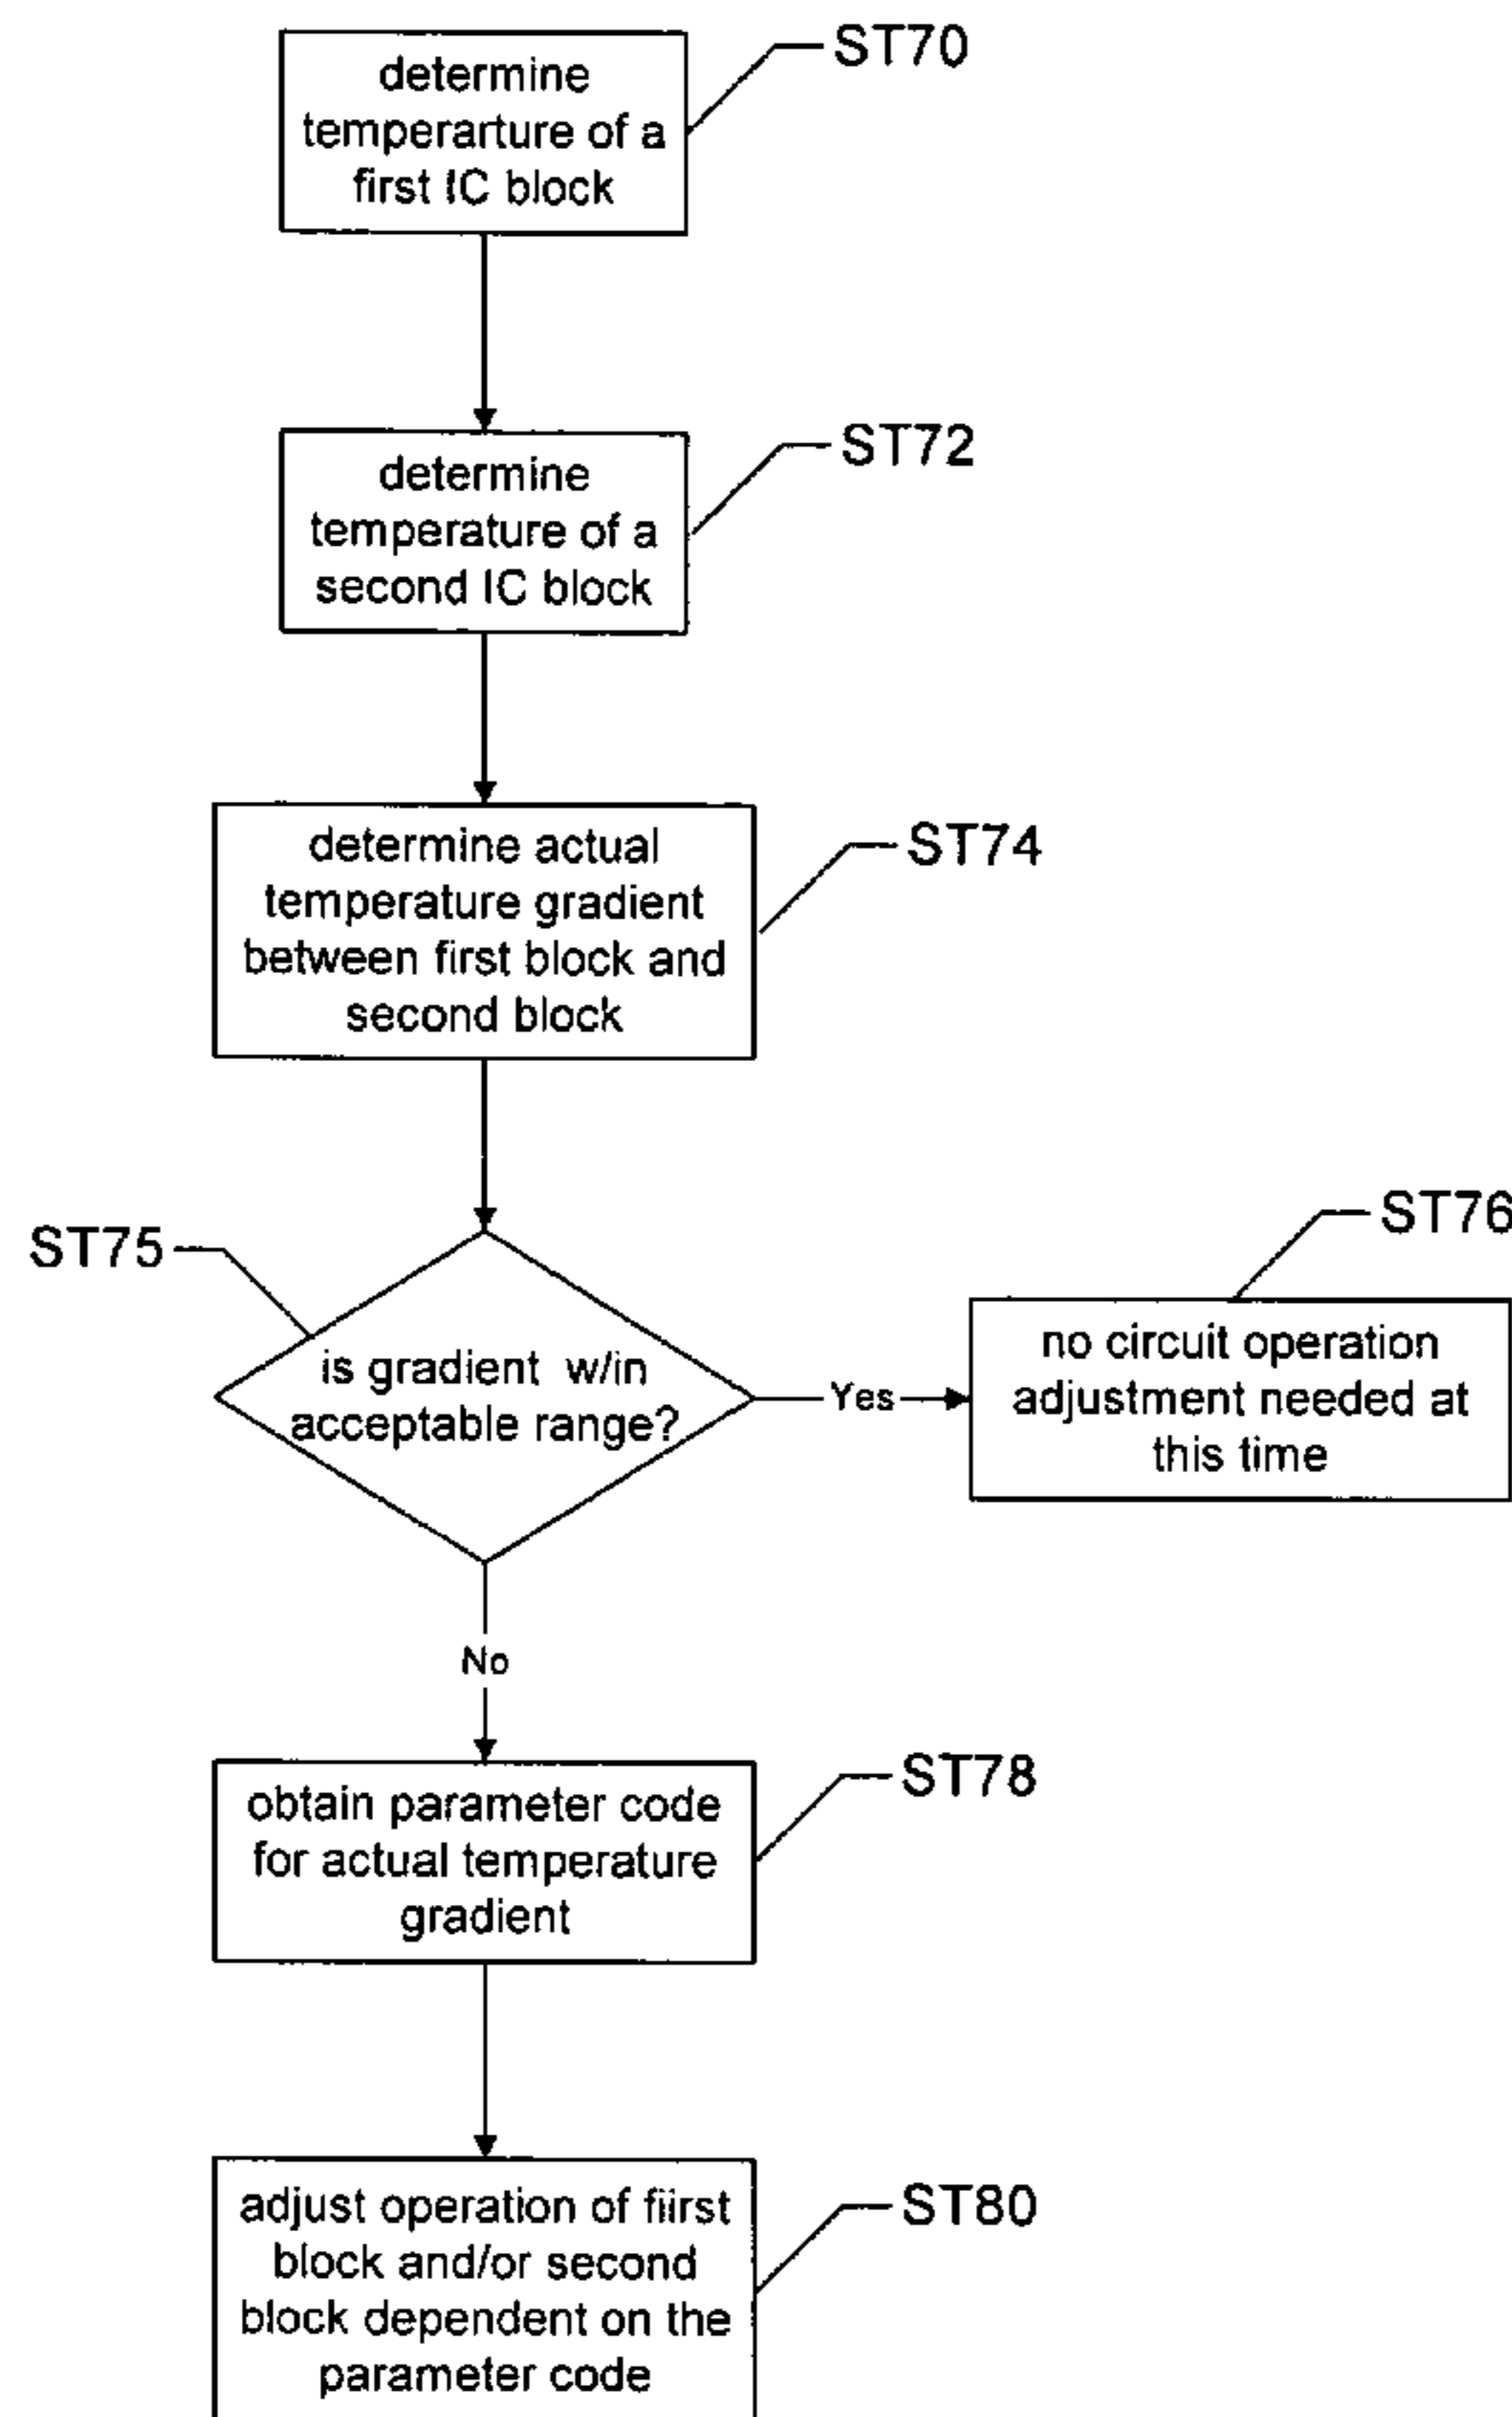 determine
temperarture of a
first IC block
ST70
determine
temperature of a
second IC block
ST72
determine actual
temperature gradient
between first block and
second block
ST74
ST75
is gradient w/in
acceptable range?
Yes
ST76
no circuit operation
adjustment needed at
this time
No
obtain parameter code
for actual temperature
gradient
ST78
adjust operation of fiirst
block and/or second
block dependent on the
parameter code
ST80